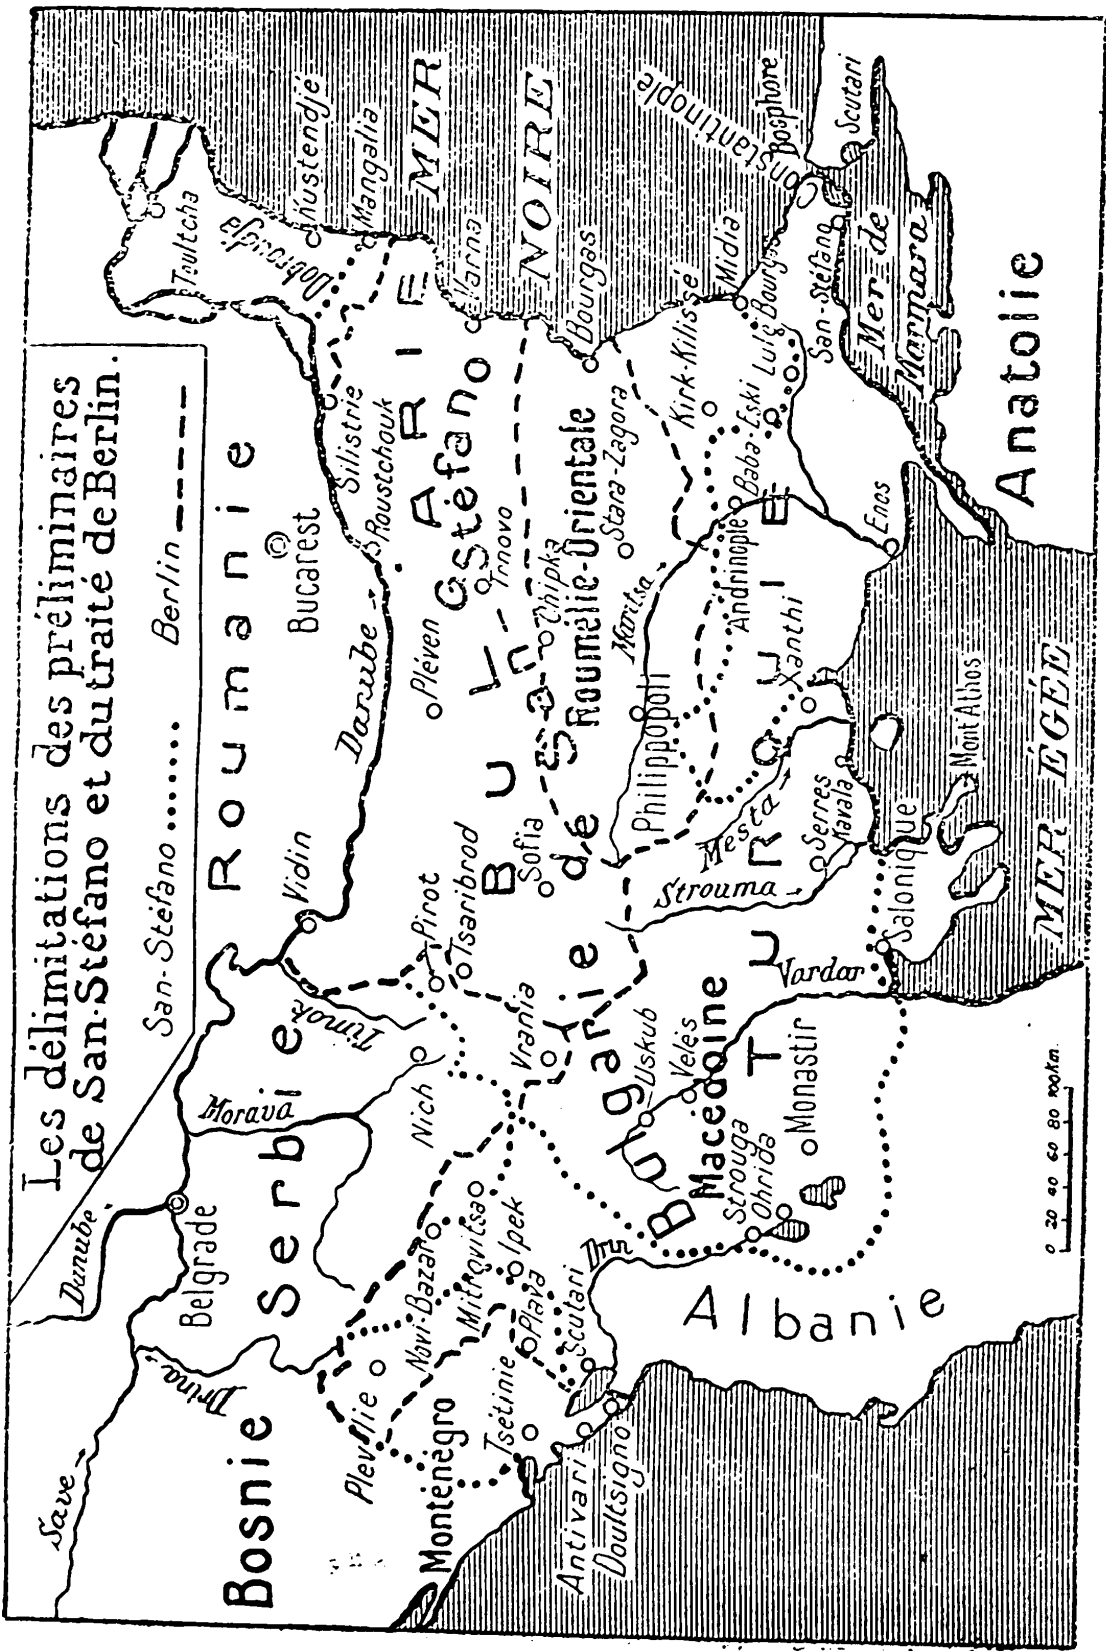 Les délimitations des préliminaires
de San-Stéfano et du traité de Berlin.
San-Stéfano ......
Berlin -----
Save
Danube
Drina
Belgrade
Bosnie
Serbie
Morava
Timok
Roumanie
Vidin
Bucarest
Danube
Silistrie
Roustchouk
Toultcha
Dobroudja
Kustendjé
Mangalia
MER
NOIRE
Varna
Bourgas
BULGARIE
Pléven
Trnovo
Chipka
Bulgarie de San Stéfano
Pirot
Tsaribrod
Sofia
Nich
Vrania
Roumélie-Orientale
Stara-Zagora
Philippopoli
Maritsa
Plevlie
Novi-Bazar
Mitrovitsa
Ipek
Plava
Monténégro
Tsétinie
Scutari
Antivari
Doultsigno
Drin
Uskub
Velès
Macédoine
Strouga
Ohrida
Monastir
Vardar
Strouma
Mesta
Serres
Kavala
Salonique
Mont Athos
Xanthi
TURQUIE
Andrinople
Baba-Eski
Kirk-Kilissé
Lulé Bourgas
Midia
San-Stéfano
Constantinople
Bosphore
Scutari
Enos
Mer de
Marmara
Anatolie
MER ÉGÉE
Albanie
0 20 40 60 80 100Km.